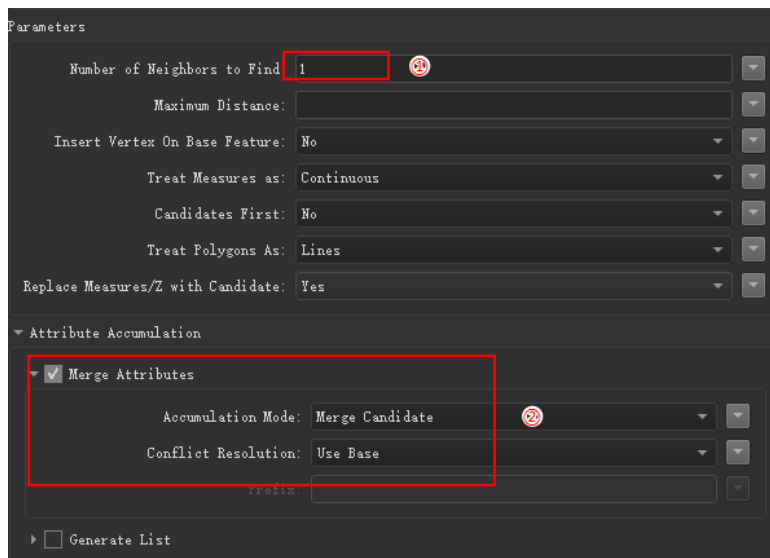 Parameters
Number of Neighbors to Find: 1 ①
Maximum Distance:
Insert Vertex On Base Feature: No
Treat Measures as: Continuous
Candidates First: No
Treat Polygons As: Lines
Replace Measures/Z with Candidate: Yes
Attribute Accumulation
Merge Attributes
Accumulation Mode: Merge Candidate ②
Conflict Resolution: Use Base
Prefix:
Generate List